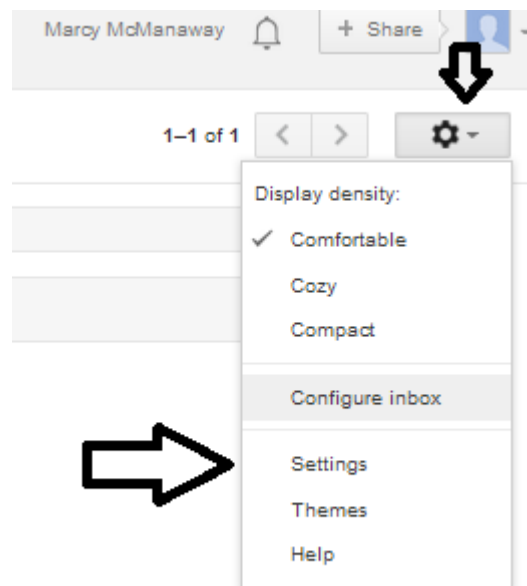 Marcy McManaway + Share
1–1 of 1
Display density:
Comfortable
Cozy
Compact
Configure inbox
Settings
Themes
Help